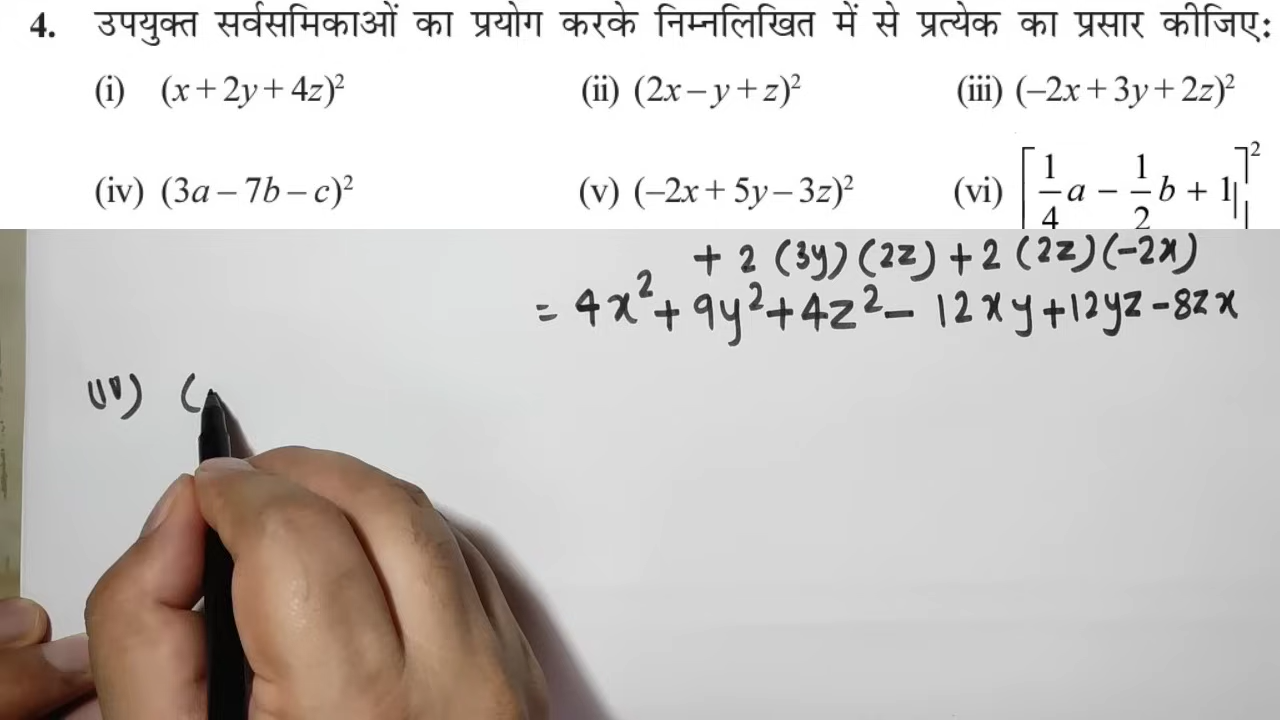 4. उपयुक्त सर्वसमिकाओं का प्रयोग करके निम्नलिखित में से प्रत्येक का प्रसार कीजिए:
(i) (x + 2y + 4z)² (ii) (2x – y + z)² (iii) (–2x + 3y + 2z)²
(iv) (3a – 7b – c)² (v) (–2x + 5y – 3z)² (vi) [1/4 a – 1/2 b + 1]²
+ 2 (3y) (2z) + 2 (2z) (-2x)
= 4x² + 9y² + 4z² - 12xy + 12yz - 8zx
(iv) (